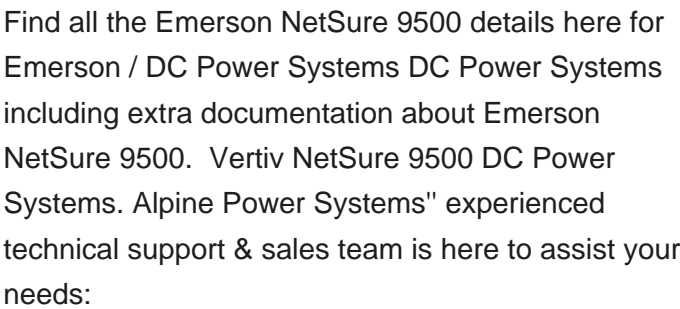 Find all the Emerson NetSure 9500 details here for
Emerson / DC Power Systems DC Power Systems
including extra documentation about Emerson
NetSure 9500.  Vertiv NetSure 9500 DC Power
Systems. Alpine Power Systems" experienced
technical support & sales team is here to assist your
needs: